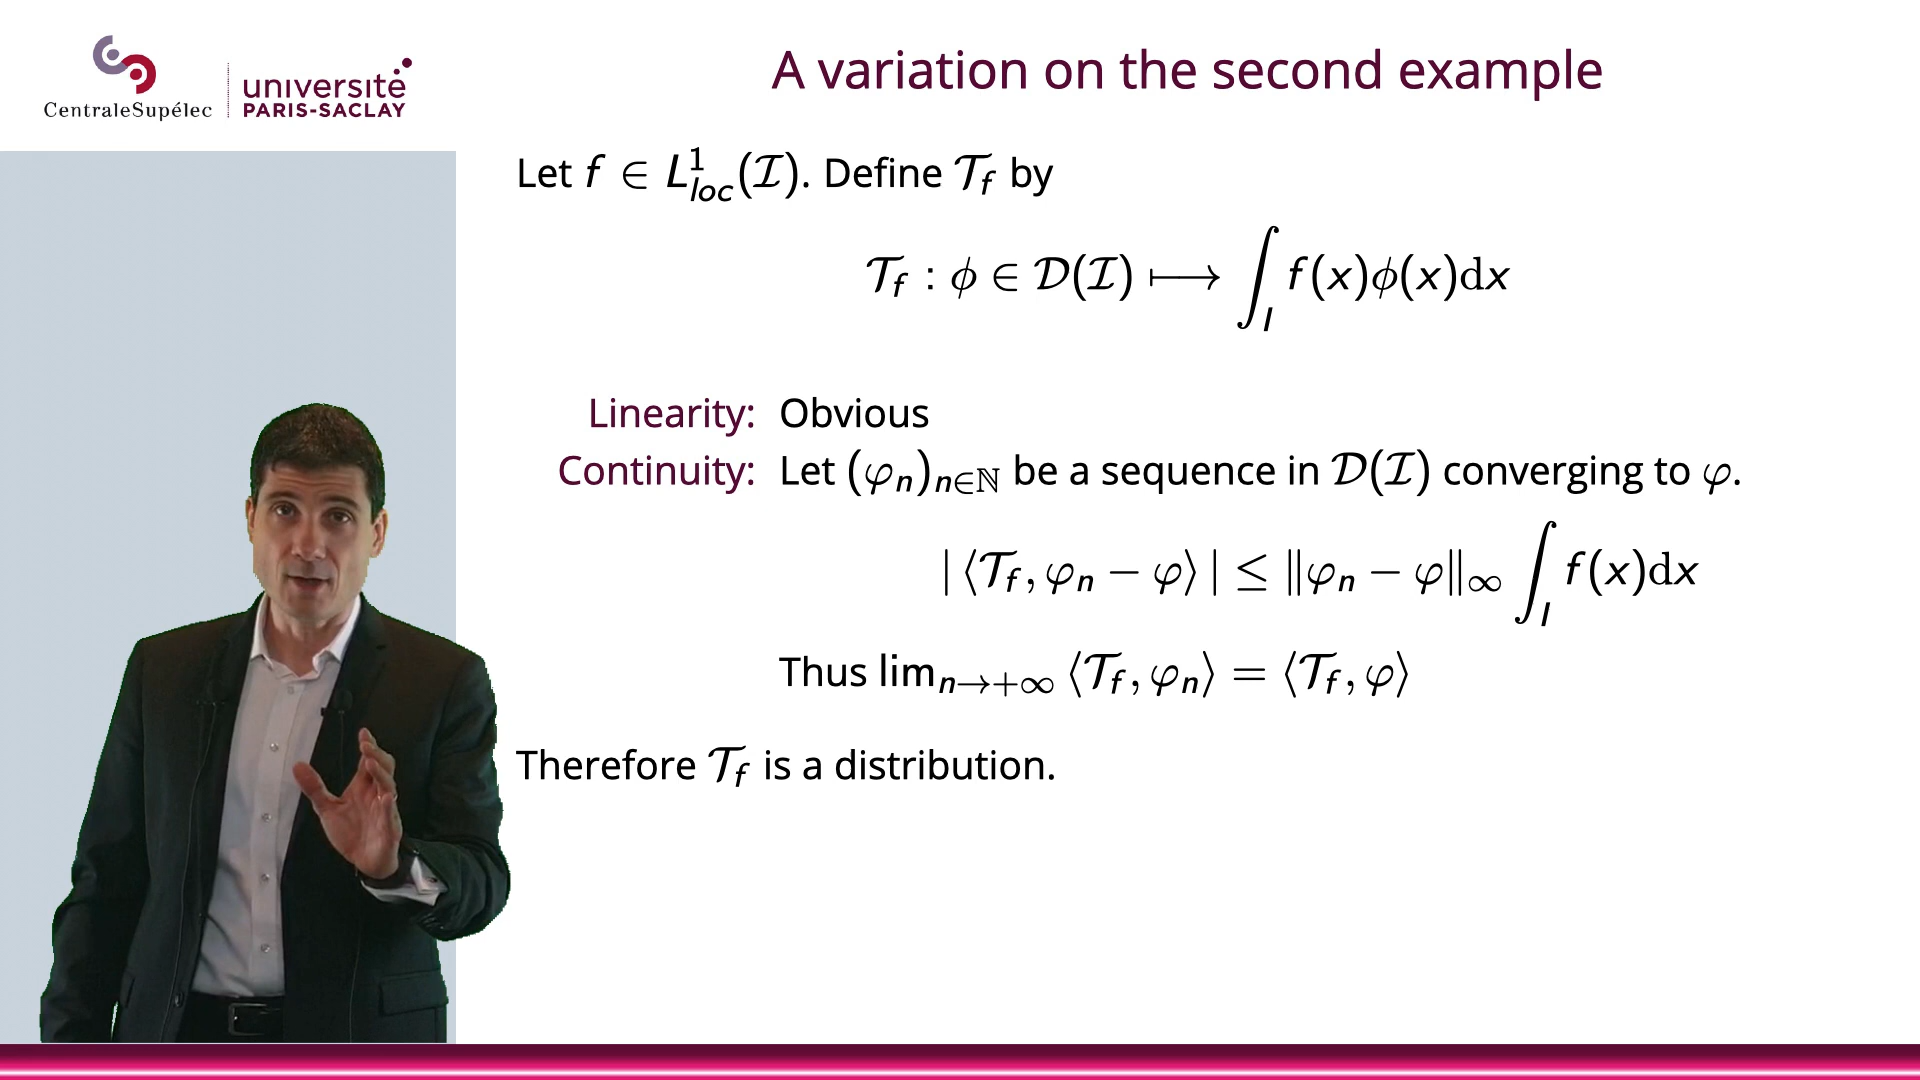 CentraleSupélec
université
PARIS-SACLAY
A variation on the second example
Let f ∈ L¹_loc(ℐ). Define 𝒯_f by
𝒯_f : ϕ ∈ 𝒟(ℐ) ⟼ ∫_I f(x)ϕ(x)dx
Linearity: Obvious
Continuity: Let (φ_n)_{n∈ℕ} be a sequence in 𝒟(ℐ) converging to φ.
| ⟨𝒯_f, φ_n − φ⟩ | ≤ ‖φ_n − φ‖_∞ ∫_I f(x)dx
Thus lim_{n→+∞} ⟨𝒯_f, φ_n⟩ = ⟨𝒯_f, φ⟩
Therefore 𝒯_f is a distribution.